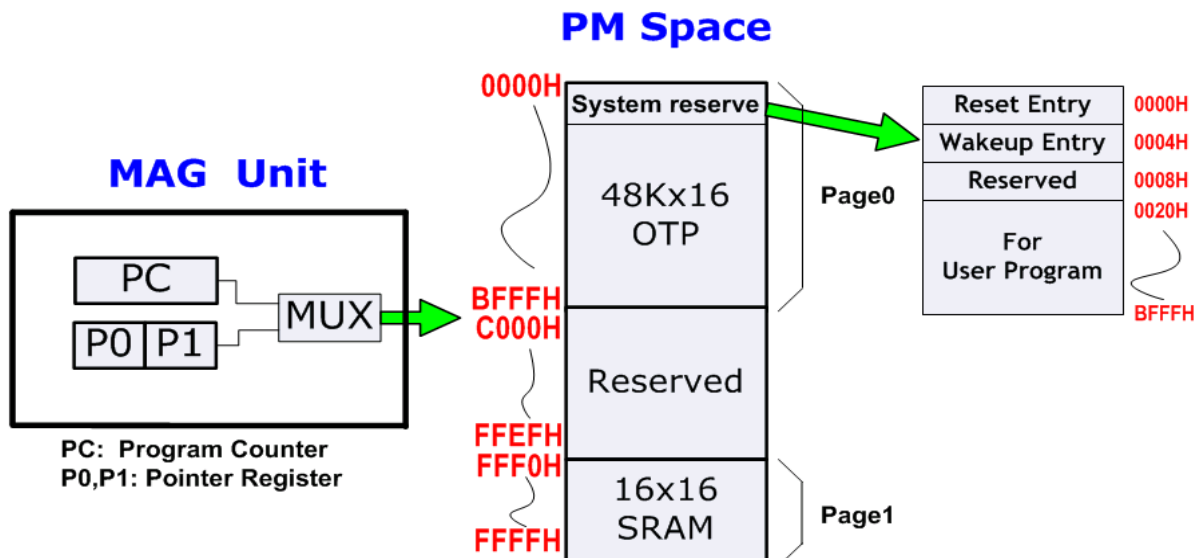 PM Space
MAG Unit
PC
P0 P1
MUX
PC: Program Counter
P0,P1: Pointer Register
0000H
BFFFH
C000H
FFEFH
FFF0H
FFFFH
System reserve
48Kx16
OTP
Reserved
16x16
SRAM
Page0
Page1
Reset Entry 0000H
Wakeup Entry 0004H
Reserved 0008H
0020H
For
User Program
BFFFH